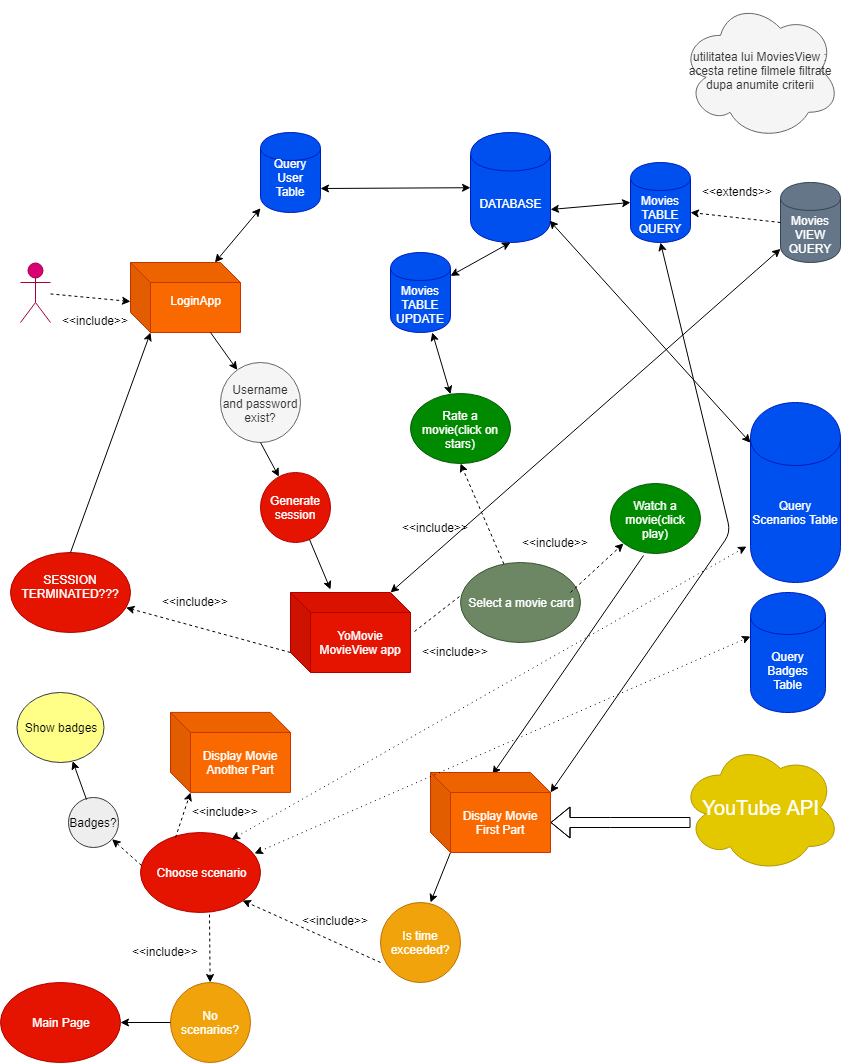 utilitatea lui MoviesView :
acesta retine filmele filtrate
dupa anumite criterii
Query
User
Table
DATABASE
Movies
TABLE
QUERY
<<extends>>
Movies
VIEW
QUERY
Movies
TABLE
UPDATE
LoginApp
<<include>>
Username
and password
exist?
Rate a
movie(click on
stars)
Generate
session
<<include>>
<<include>>
Watch a
movie(click
play)
Query
Scenarios Table
SESSION
TERMINATED???
<<include>>
Select a movie card
YoMovie
MovieView app
<<include>>
Query
Badges
Table
Show badges
Display Movie
Another Part
<<include>>
Badges?
Display Movie
First Part
YouTube API
Choose scenario
<<include>>
Is time
exceeded?
<<include>>
No
scenarios?
Main Page